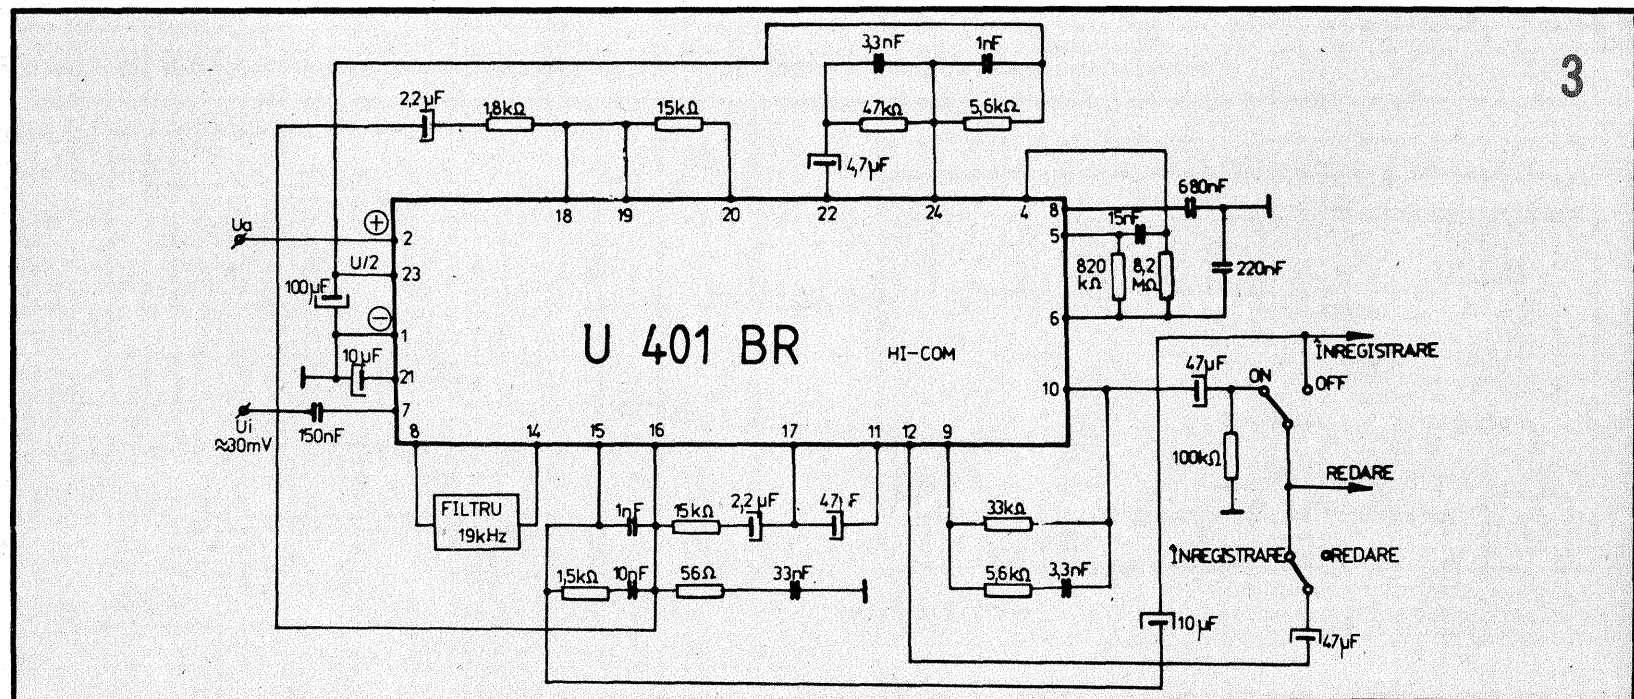 3
3,3nF
1nF
2,2µF
1,8kΩ
15kΩ
47kΩ
5,6kΩ
4,7µF
680nF
18
19
20
22
24
4
8
15nF
Ua
+
2
5
U/2
23
820 kΩ
8,2 MΩ
220nF
100µF
−
1
6
U 401 BR
HI-COM
ÎNREGISTRARE
10µF
21
10
47µF
ON
OFF
Ui
≈30mV
150nF
7
8
14
15
16
17
11
12
9
100kΩ
REDARE
FILTRU
19kHz
1nF
15kΩ
2,2µF
33kΩ
ÎNREGISTRARE
REDARE
1,5kΩ
10nF
56Ω
33nF
5,6kΩ
3,3nF
10µF
47µF